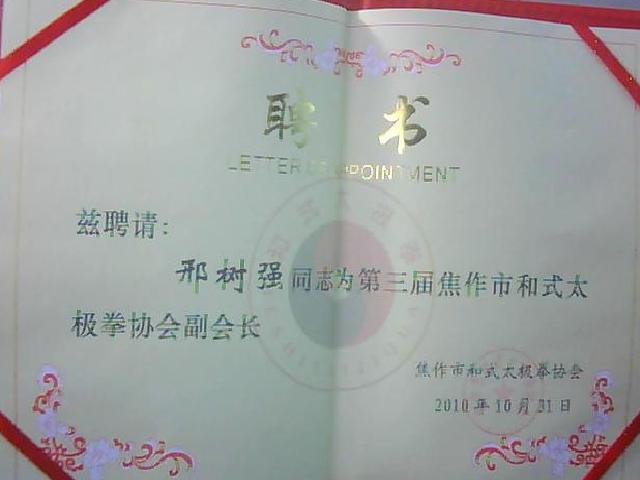 聘书
LETTER OF APPOINTMENT
兹聘请:
邢树强同志为第三届焦作市和式太
极拳协会副会长
焦作市和式太极拳协会
2010年10月31日